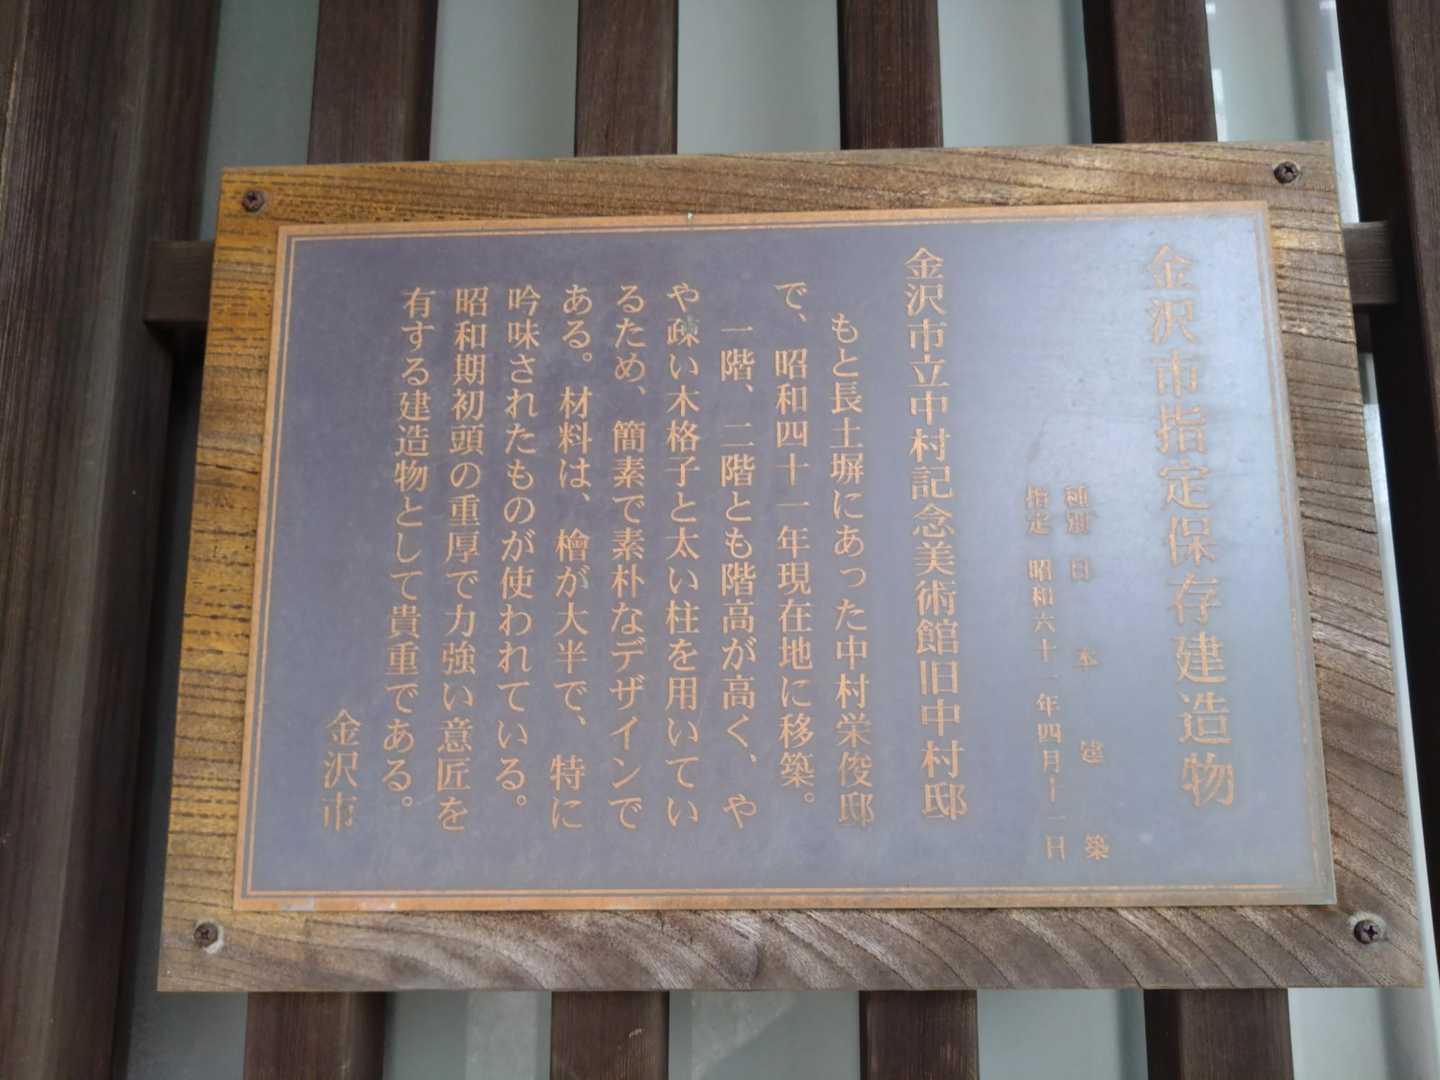 金沢市指定保存建造物
種別 日本建築
指定 昭和六十一年四月十一日
金沢市立中村記念美術館旧中村邸
もと長土塀にあった中村栄俊邸
で、昭和四十一年現在地に移築。
一階、二階とも階高が高く、や
や疎い木格子と太い柱を用いてい
るため、簡素で素朴なデザインで
ある。材料は、檜が大半で、特に
吟味されたものが使われている。
昭和期初頭の重厚で力強い意匠を
有する建造物として貴重である。
金沢市